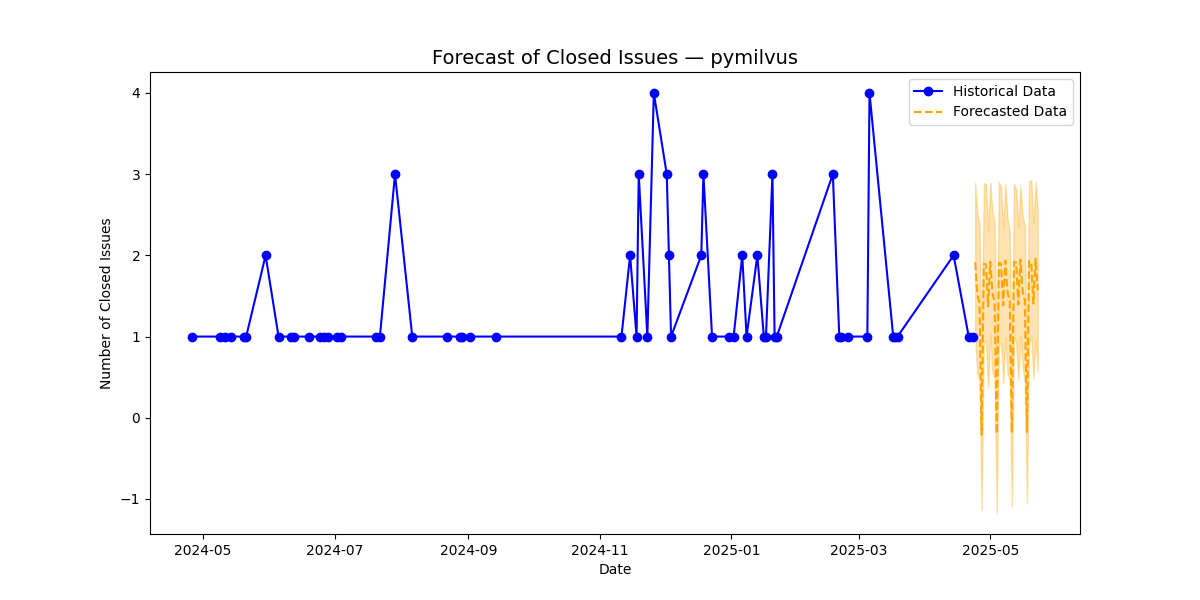 Forecast of Closed Issues — pymilvus
Historical Data
Forecasted Data
Number of Closed Issues
4
3
2
1
0
−1
2024-05
2024-07
2024-09
2024-11
2025-01
2025-03
2025-05
Date